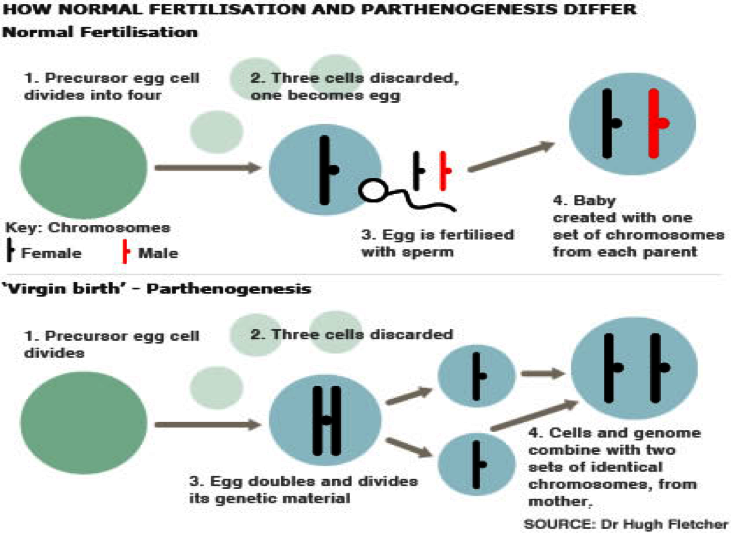 HOW NORMAL FERTILISATION AND PARTHENOGENESIS DIFFER
Normal Fertilisation
1. Precursor egg cell
divides into four
2. Three cells discarded,
one becomes egg
3. Egg is fertilised
with sperm
4. Baby
created with one
set of chromosomes
from each parent
Key: Chromosomes
Female
Male
'Virgin birth' - Parthenogenesis
1. Precursor egg cell
divides
2. Three cells discarded
3. Egg doubles and divides
its genetic material
4. Cells and genome
combine with two
sets of identical
chromosomes, from
mother.
SOURCE: Dr Hugh Fletcher